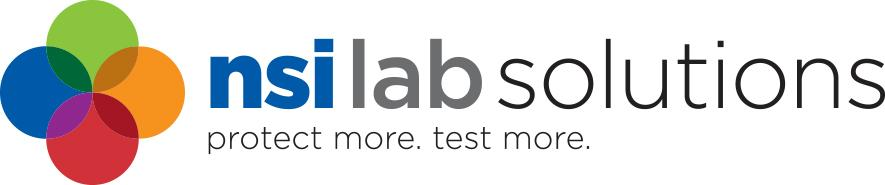 nsi lab solutions
protect more. test more.